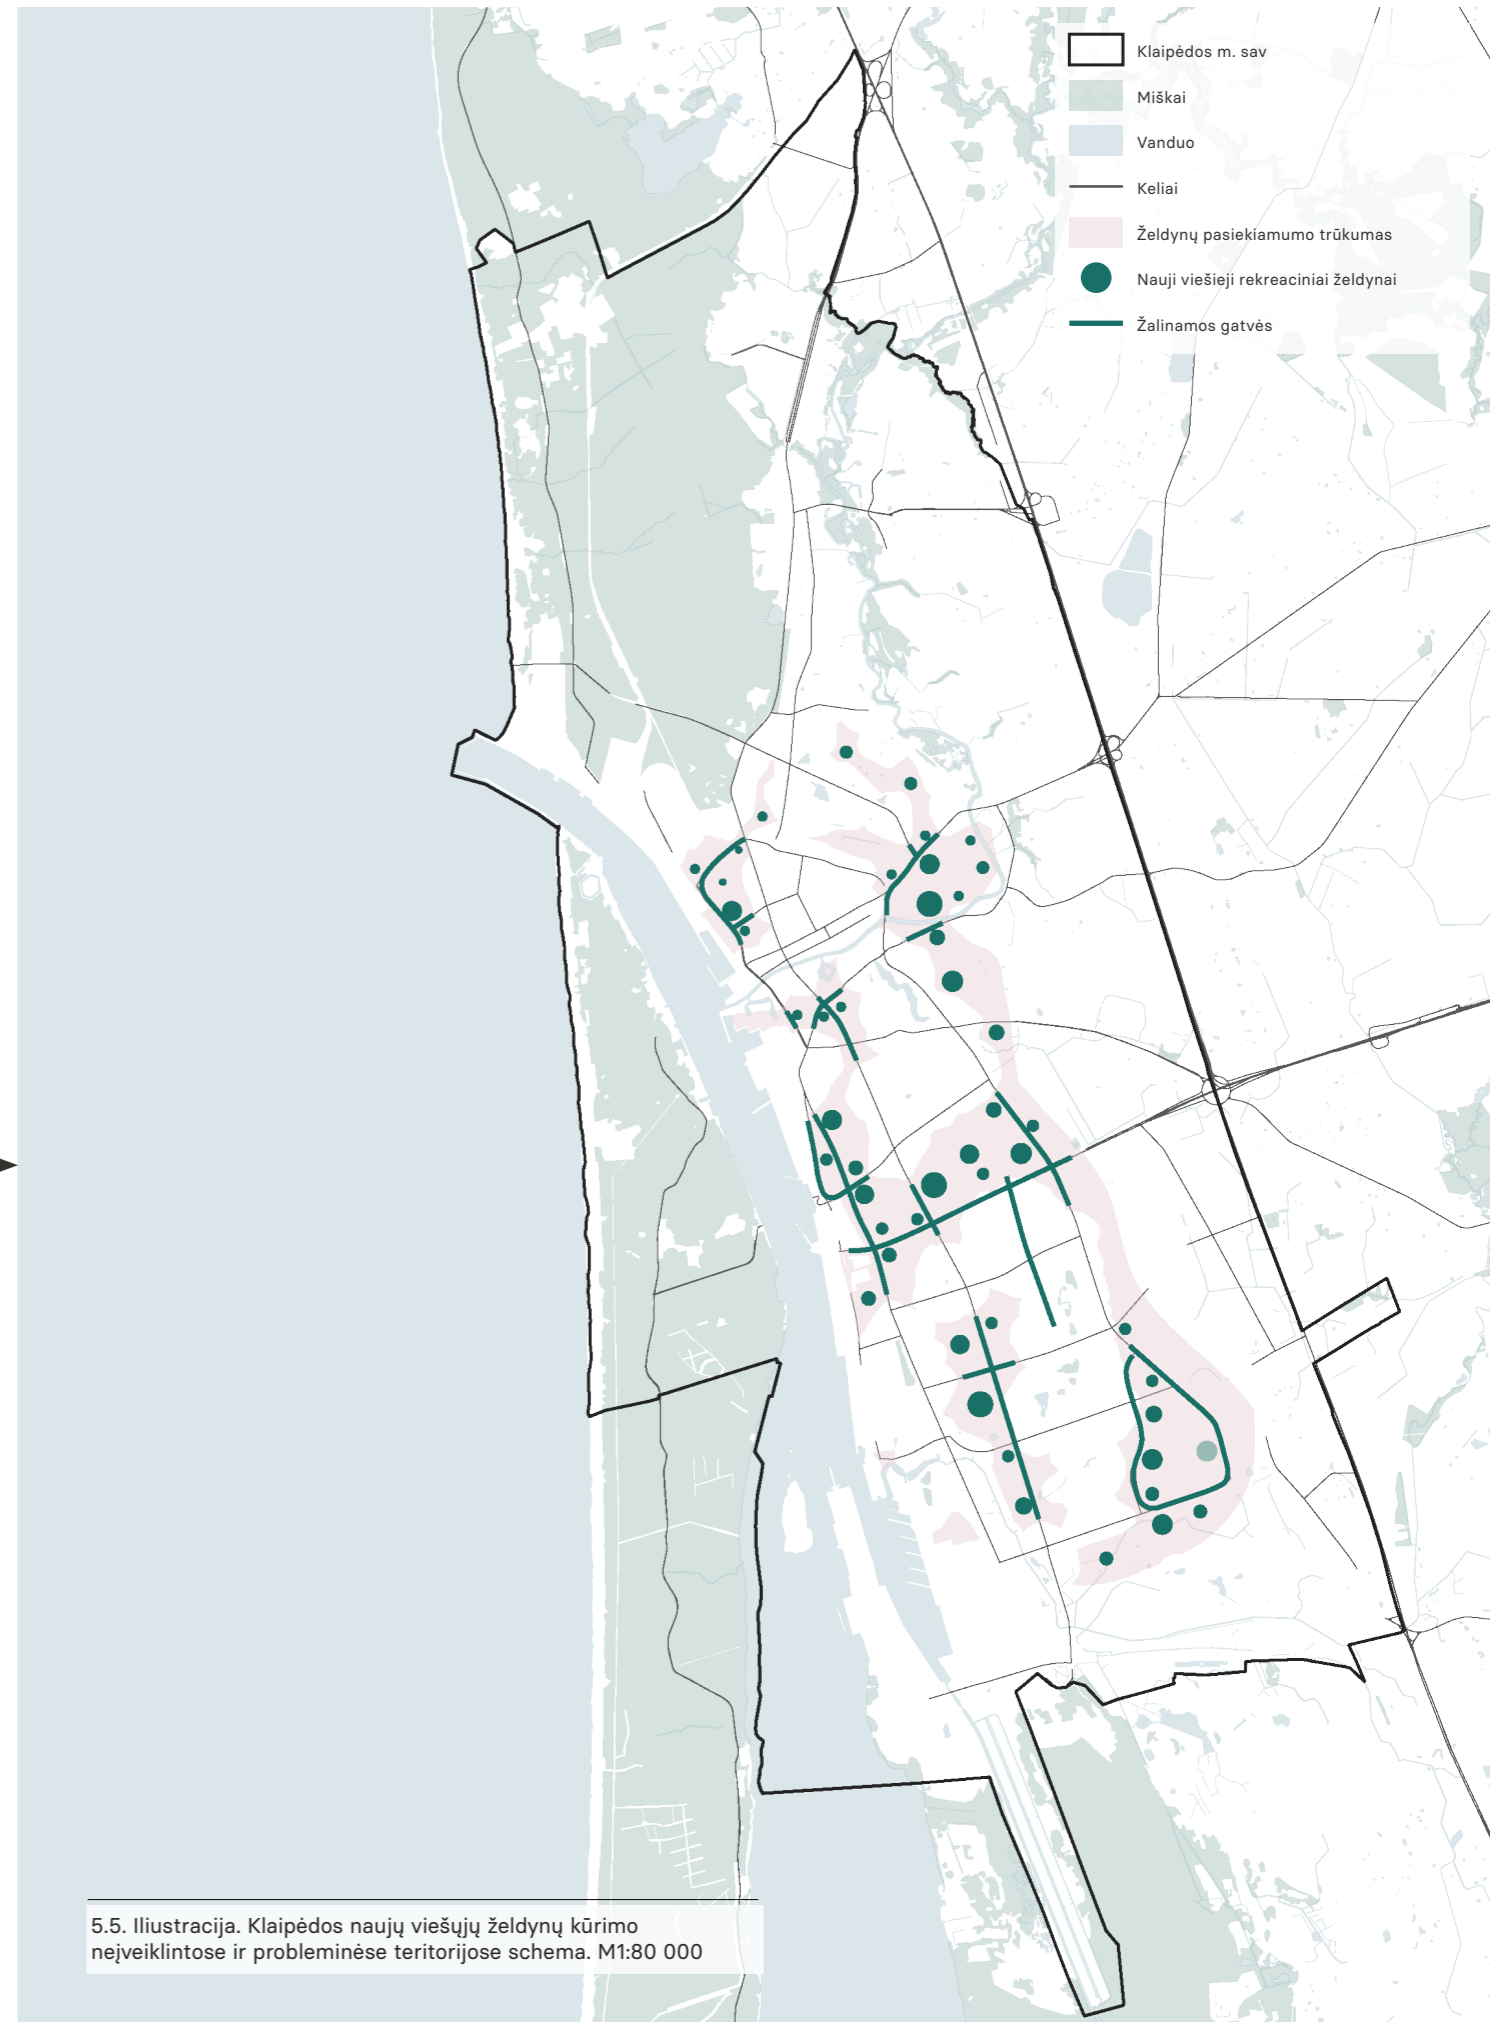 Klaipėdos m. sav
Miškai
Vanduo
Keliai
Želdynų pasiekiamumo trūkumas
Nauji viešieji rekreaciniai želdynai
Žalinamos gatvės
5.5. Iliustracija. Klaipėdos naujų viešųjų želdynų kūrimo
neįveiklintose ir probleminėse teritorijose schema. M1:80 000